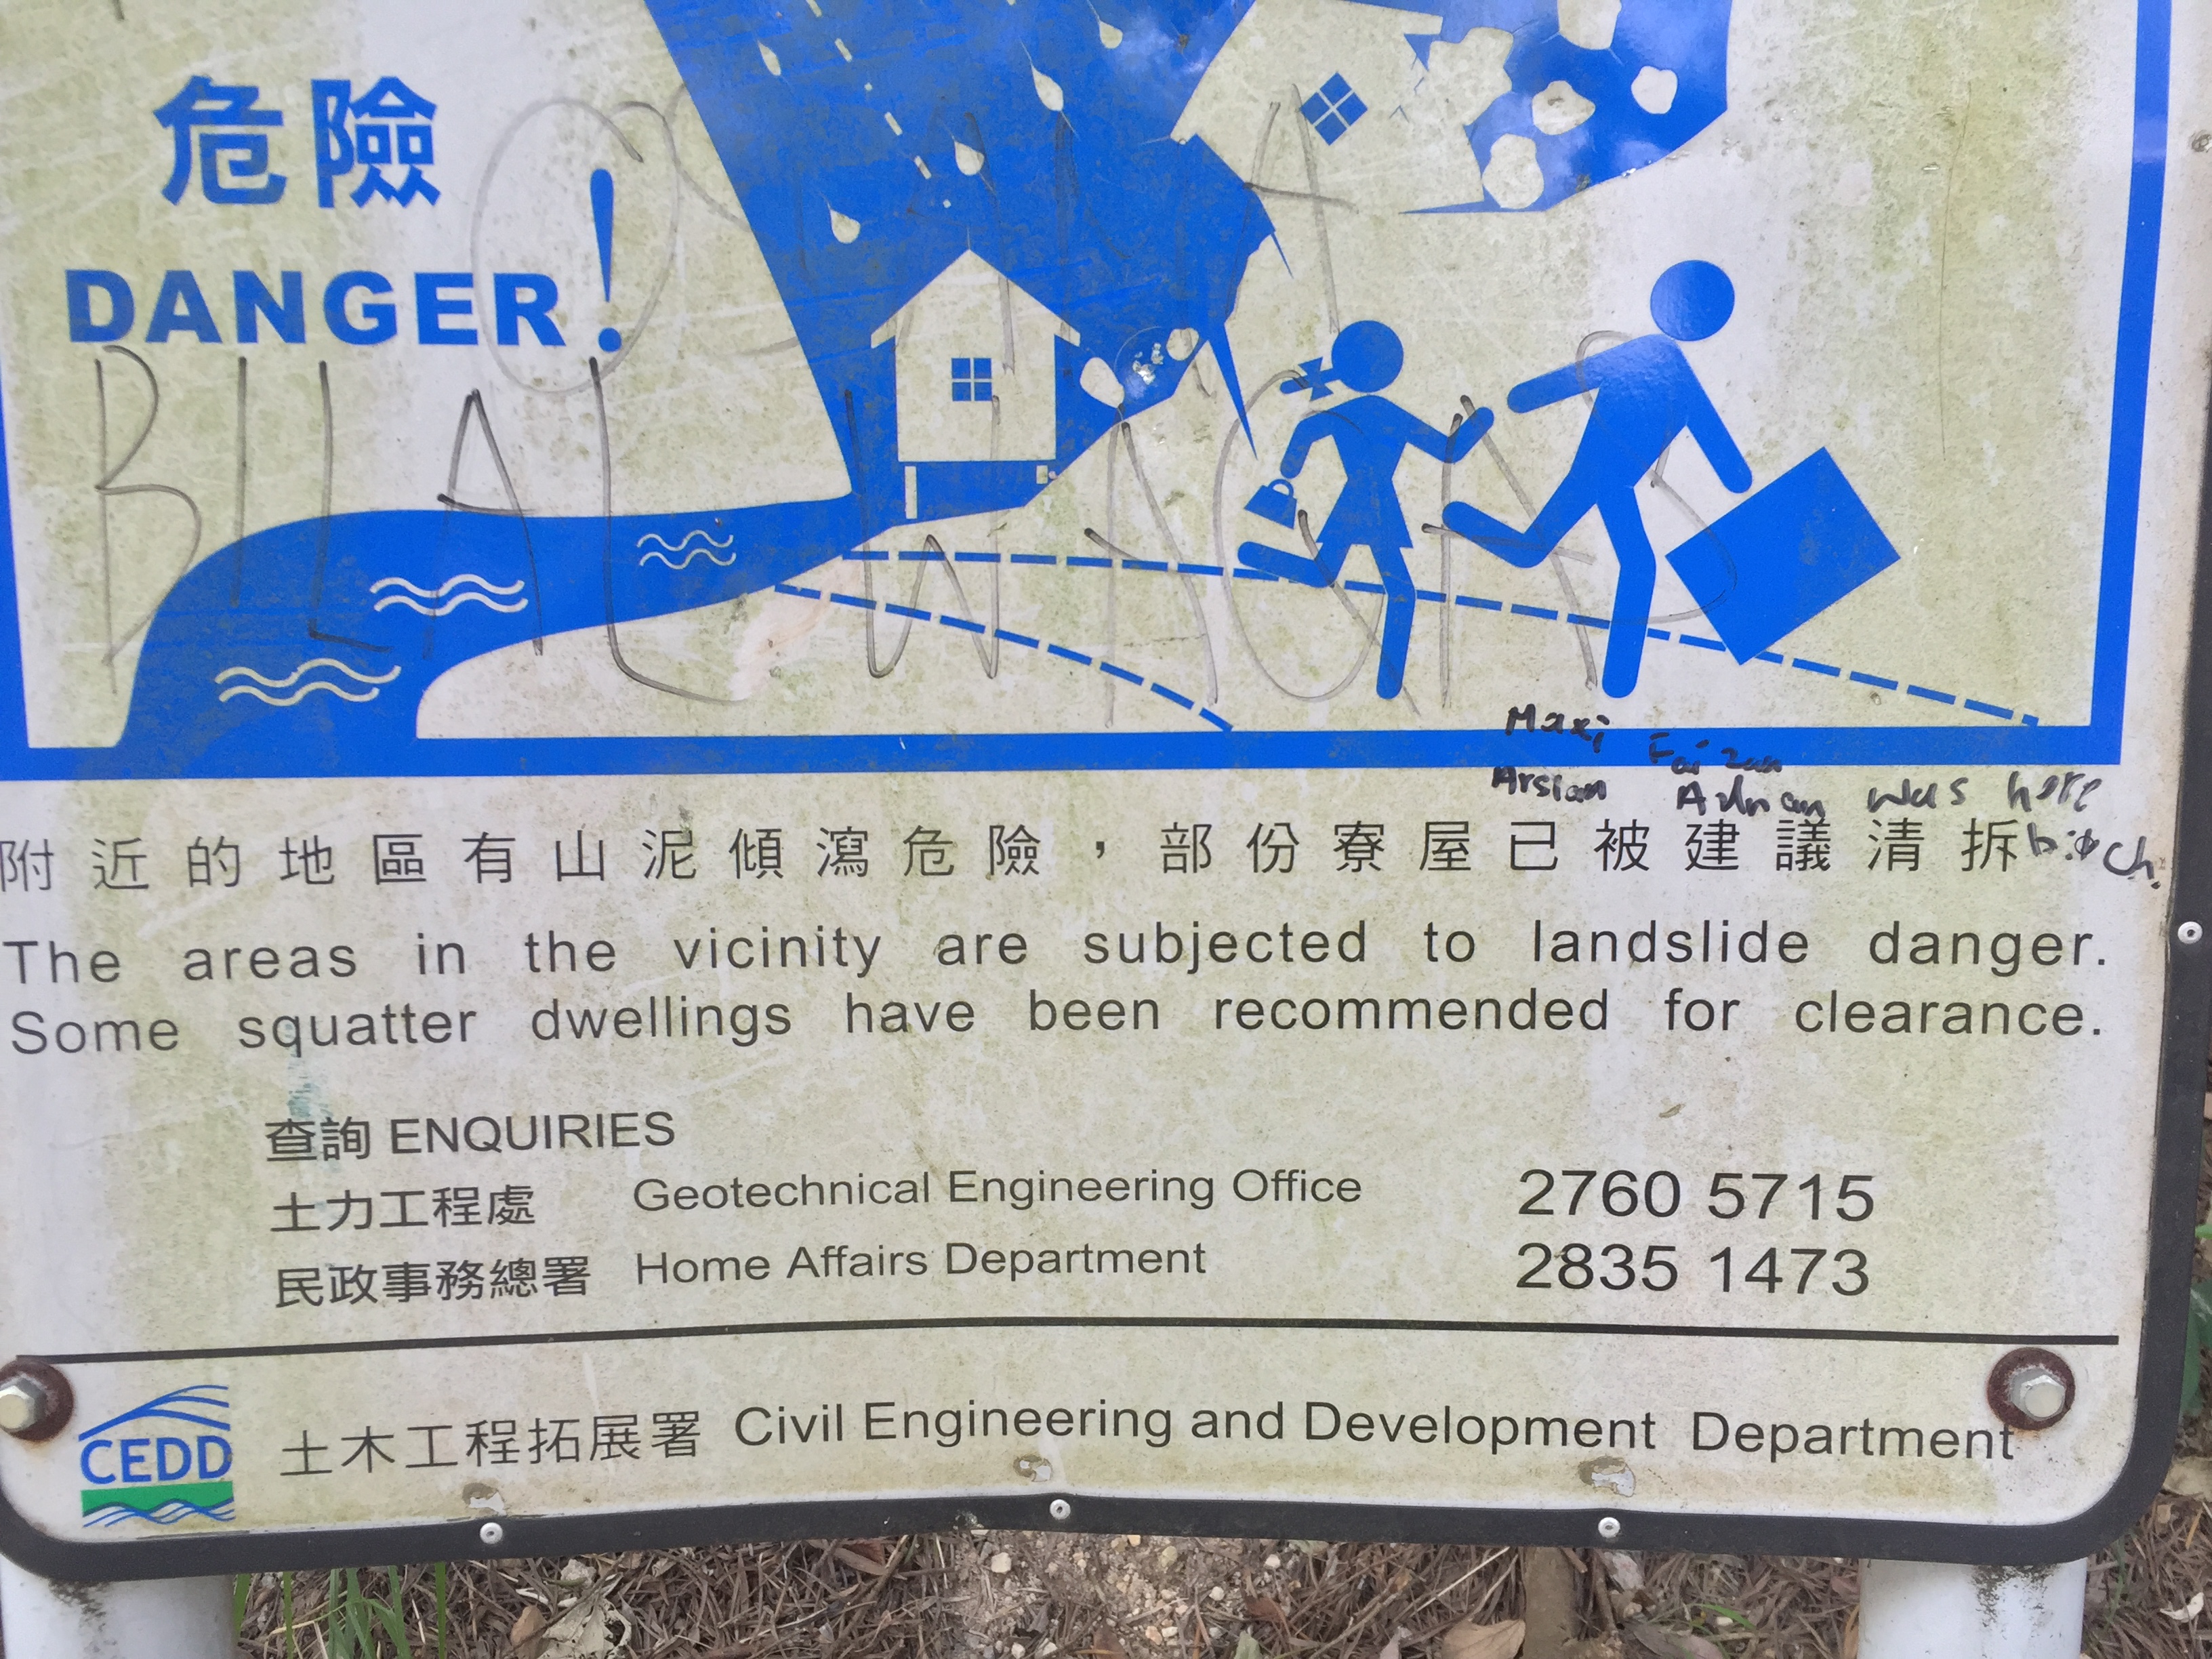 危險
DANGER!
BILAL WAQAS
Maxi Faizan
Arslan Adnan was here
bitch.
附近的地區有山泥傾瀉危險，部份寮屋已被建議清拆
The areas in the vicinity are subjected to landslide danger.
Some squatter dwellings have been recommended for clearance.
查詢 ENQUIRIES
土力工程處 Geotechnical Engineering Office 2760 5715
民政事務總署 Home Affairs Department 2835 1473
CEDD 土木工程拓展署 Civil Engineering and Development Department